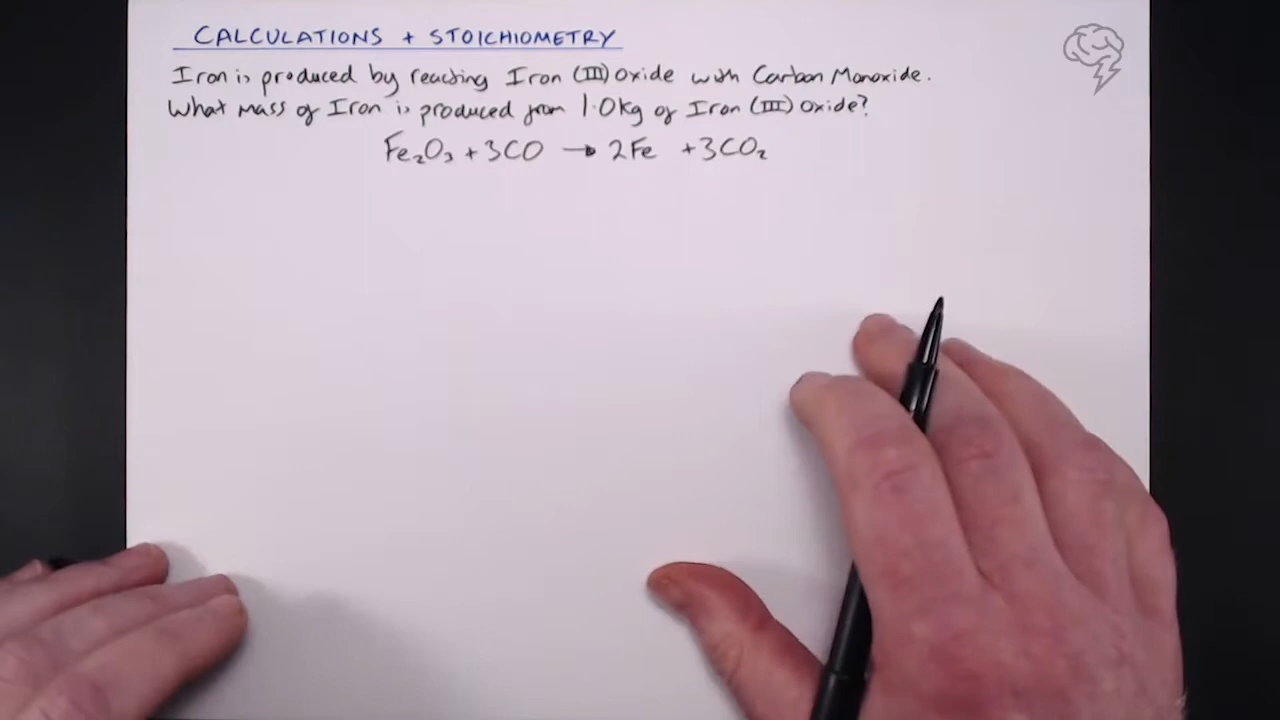 CALCULATIONS + STOICHIOMETRY
Iron is produced by reacting Iron (III) Oxide with Carbon Monoxide.
What mass of Iron is produced from 1.0kg of Iron (III) Oxide?
Fe₂O₃ + 3CO → 2Fe + 3CO₂